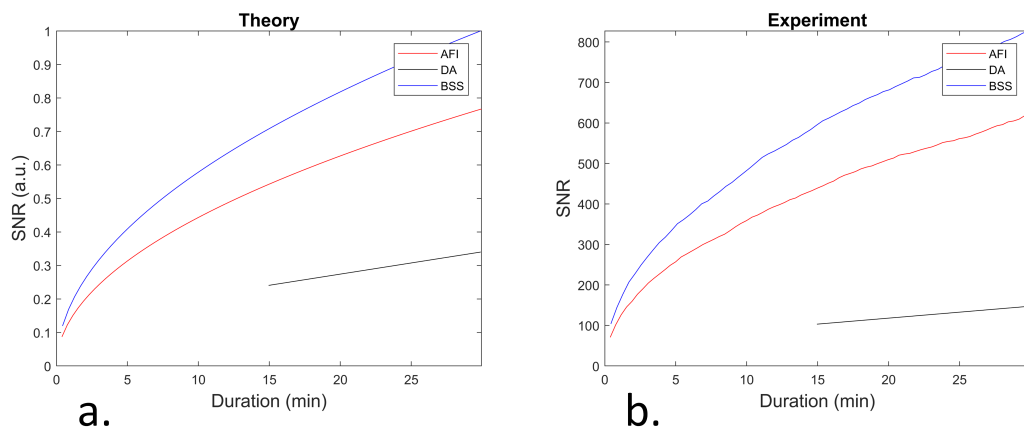 Theory
1
0.9
0.8
0.7
0.6
0.5
0.4
0.3
0.2
0.1
0
SNR (a.u.)
AFI
DA
BSS
0 5 10 15 20 25
Duration (min)
a.
Experiment
800
700
600
500
400
300
200
100
0
SNR
AFI
DA
BSS
0 5 10 15 20 25
Duration (min)
b.